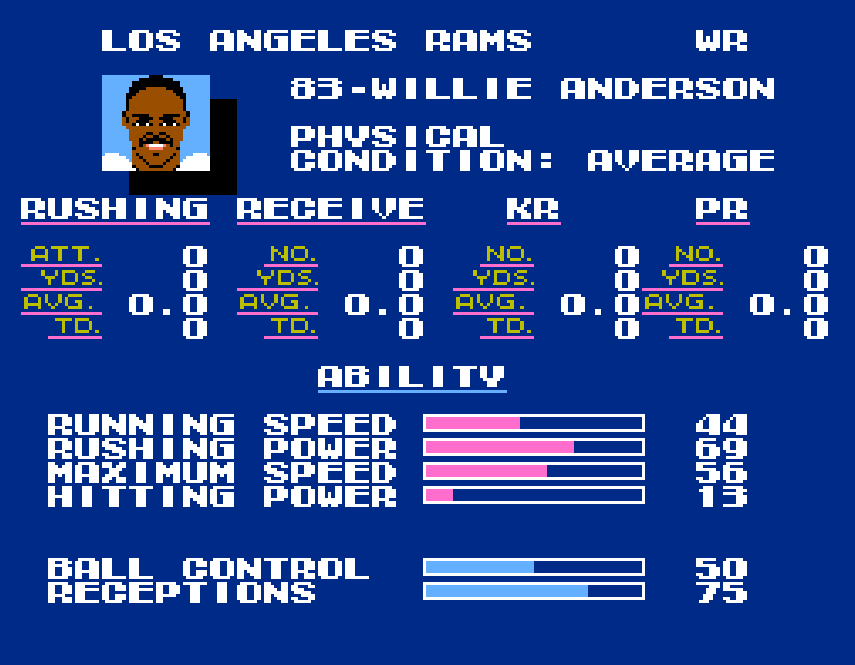 LOS ANGELES RAMS WR
83-WILLIE ANDERSON
PHYSICAL
CONDITION: AVERAGE
RUSHING RECEIVE KR PR
ATT. 0 NO. 0 NO. 0 NO. 0
YDS. 0 YDS. 0 YDS. 0 YDS. 0
AVG. 0.0 AVG. 0.0 AVG. 0.0 AVG. 0.0
TD. 0 TD. 0 TD. 0 TD. 0
ABILITY
RUNNING SPEED 44
RUSHING POWER 69
MAXIMUM SPEED 56
HITTING POWER 13
BALL CONTROL 50
RECEPTIONS 75